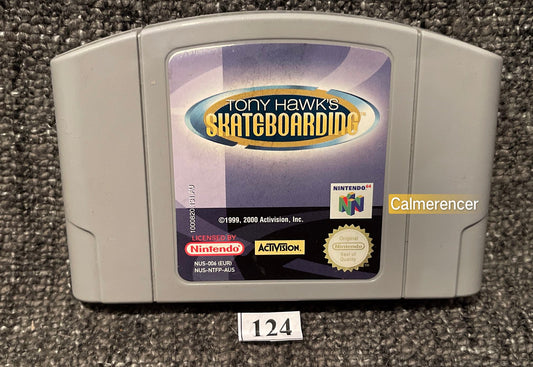 TONY HAWK'S
SKATEBOARDING™
NINTENDO 64
N
Calmerencer
©1999, 2000 Activision, Inc.
LICENSED BY
Nintendo
ACTIVISION.
Original
Nintendo
Seal of
Quality
NUS-006 (EUR)
NUS-NTFP-AUS
124